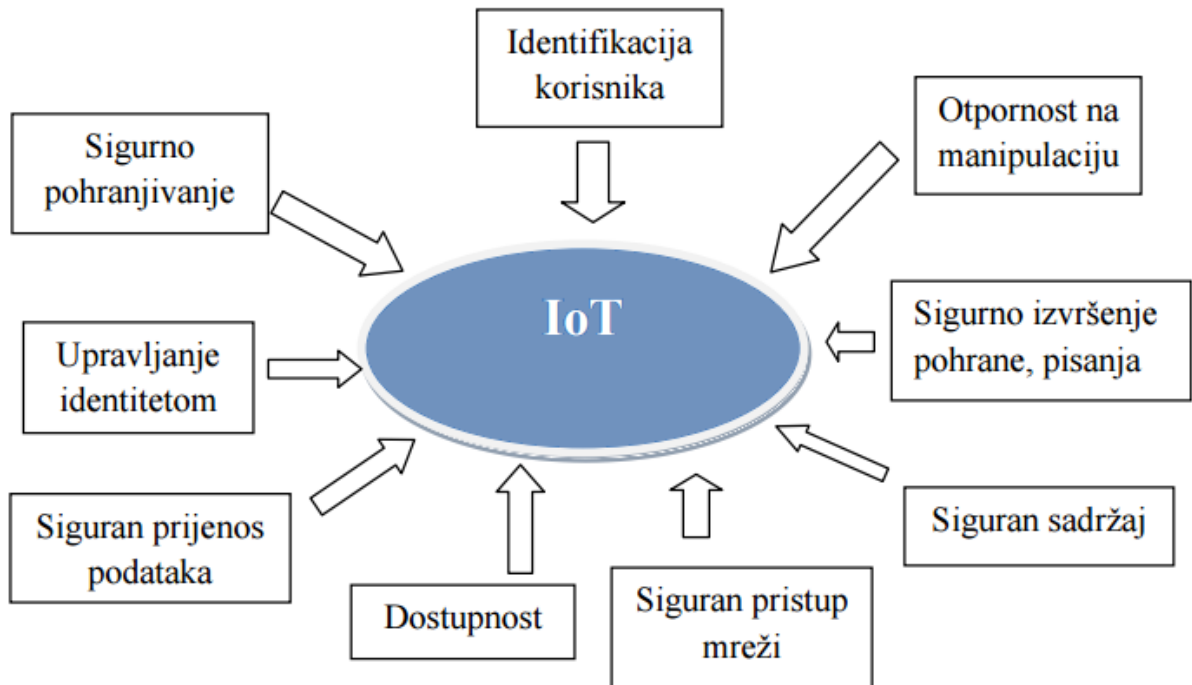 Identifikacija
korisnika
Otpornost na
manipulaciju
Sigurno
pohranjivanje
IoT
Sigurno izvršenje
pohrane, pisanja
Upravljanje
identitetom
Siguran prijenos
podataka
Siguran sadržaj
Dostupnost
Siguran pristup
mreži